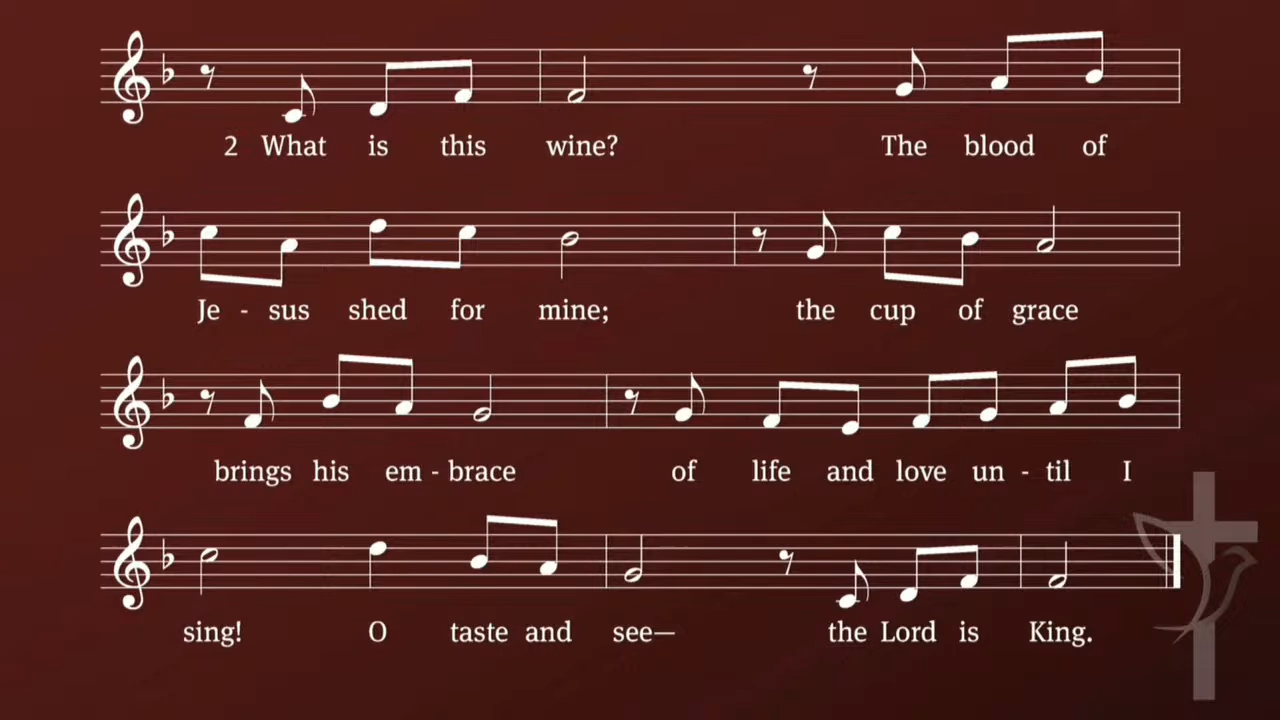 2 What is this wine? The blood of
Je - sus shed for mine; the cup of grace
brings his em - brace of life and love un - til I
sing! O taste and see— the Lord is King.